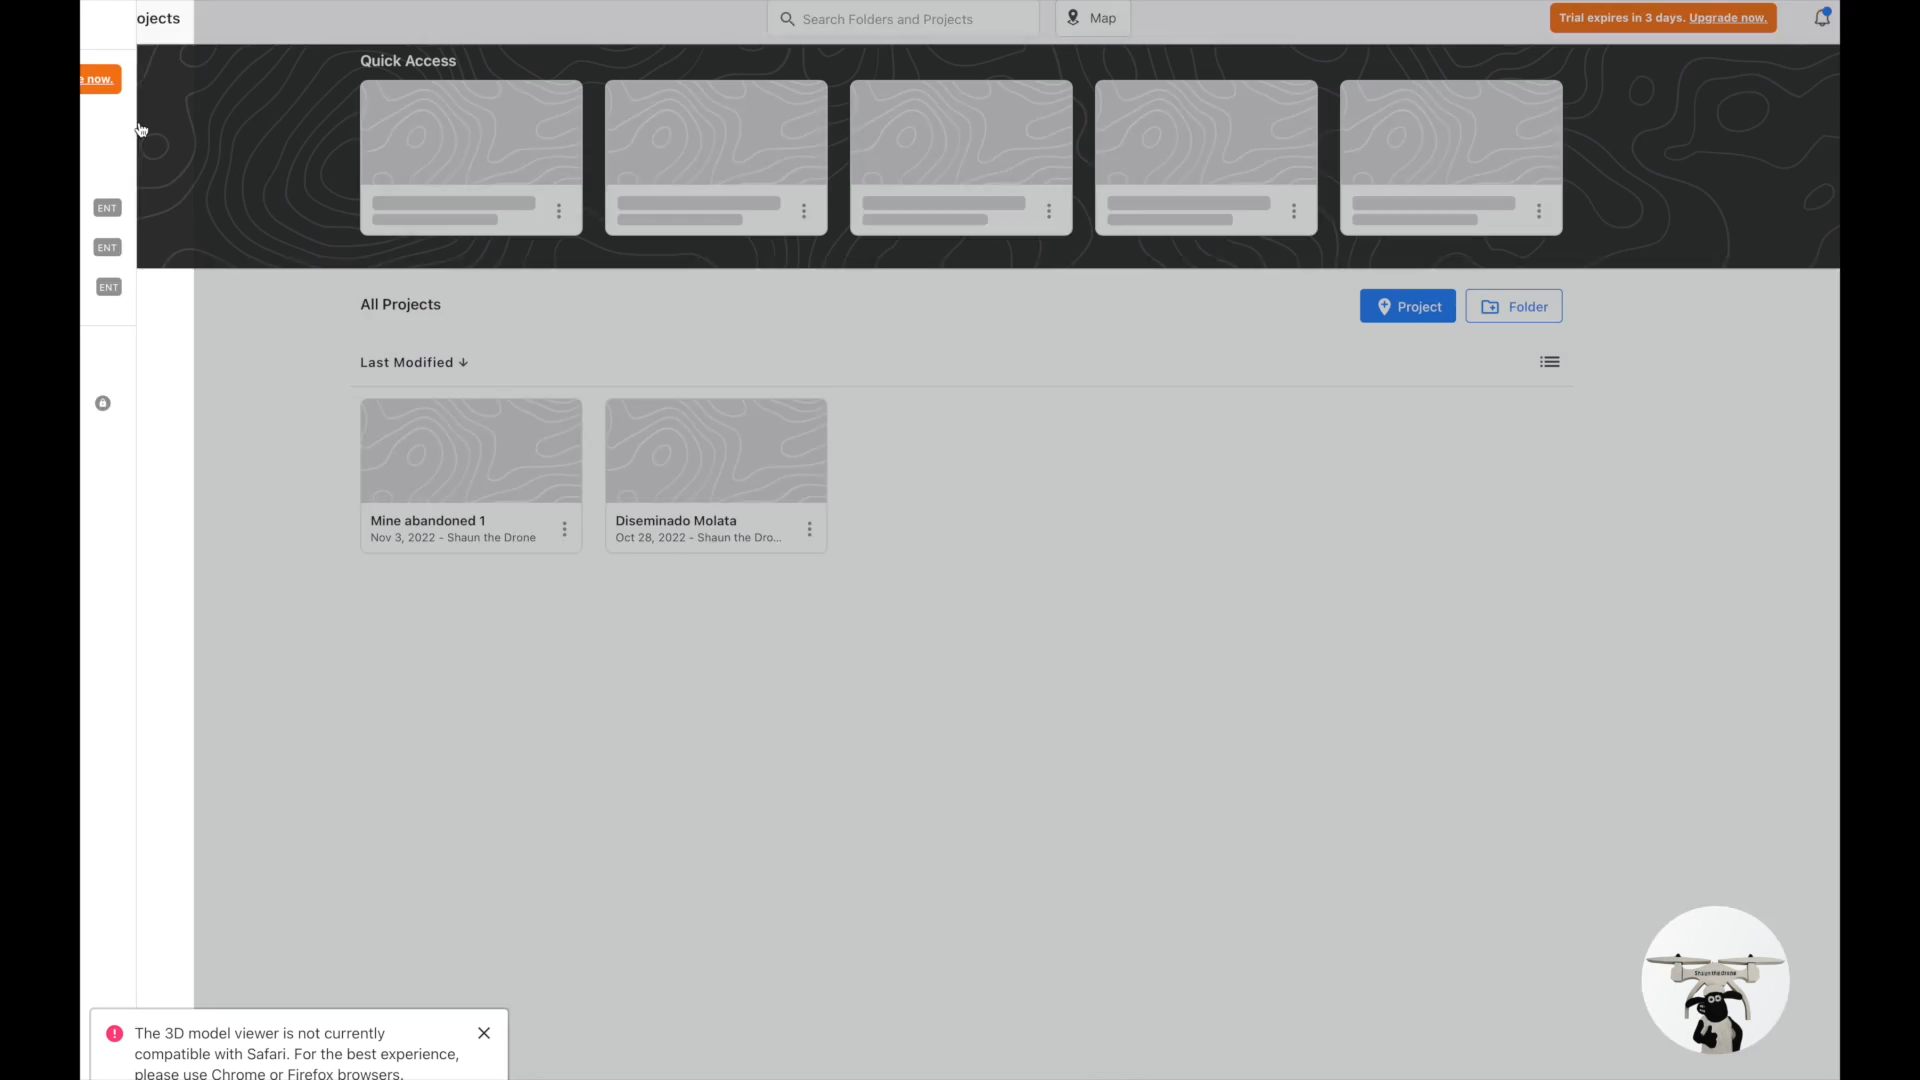 ojects
Search Folders and Projects
Map
Trial expires in 3 days. Upgrade now.
e now.
Quick Access
ENT
ENT
ENT
All Projects
Project
Folder
Last Modified
Mine abandoned 1
Nov 3, 2022 - Shaun the Drone
Diseminado Molata
Oct 28, 2022 - Shaun the Dro...
Shaun the drone
The 3D model viewer is not currently
compatible with Safari. For the best experience,
please use Chrome or Firefox browsers.